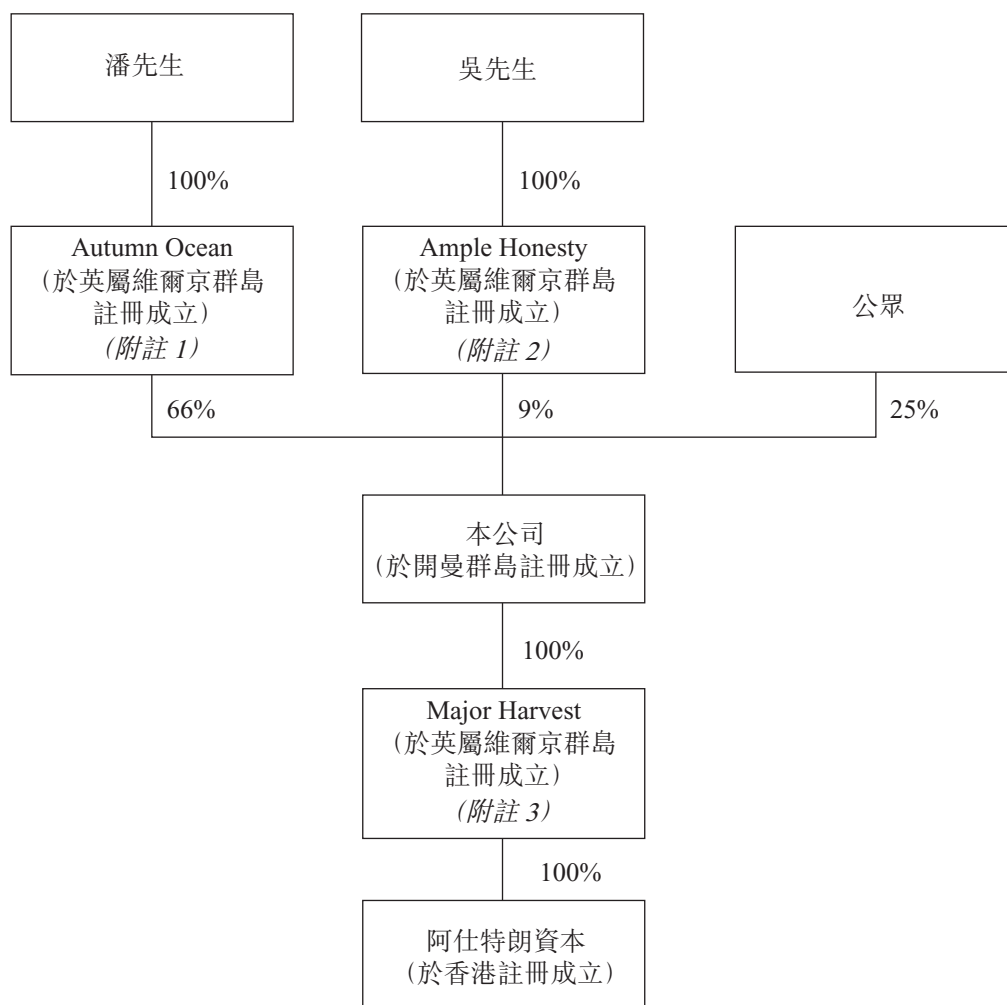 潘先生
吳先生
100%
100%
Autumn Ocean
(於英屬維爾京群島
註冊成立)
(附註 1)
Ample Honesty
(於英屬維爾京群島
註冊成立)
(附註 2)
公眾
66%
9%
25%
本公司
(於開曼群島註冊成立)
100%
Major Harvest
(於英屬維爾京群島
註冊成立)
(附註 3)
100%
阿仕特朗資本
(於香港註冊成立)